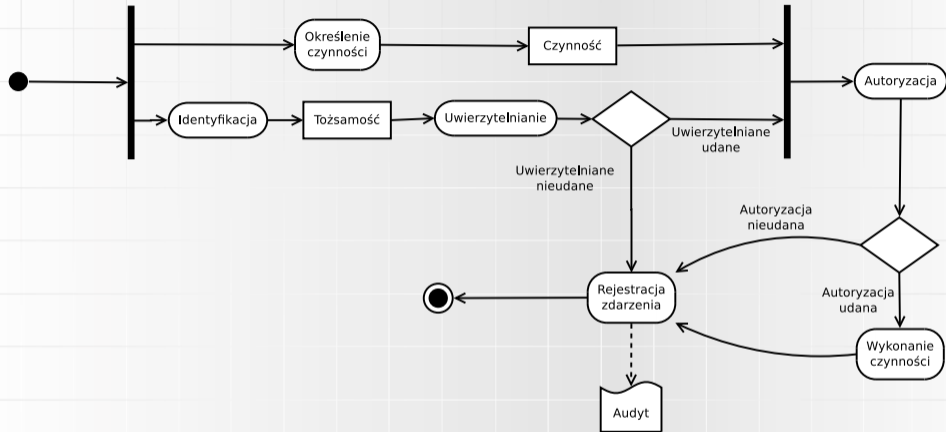 Określenie
czynności
Czynność
Autoryzacja
Identyfikacja
Tożsamość
Uwierzytelnianie
Uwierzytelniane
udane
Uwierzytelniane
nieudane
Autoryzacja
nieudana
Rejestracja
zdarzenia
Autoryzacja
udana
Wykonanie
czynności
Audyt